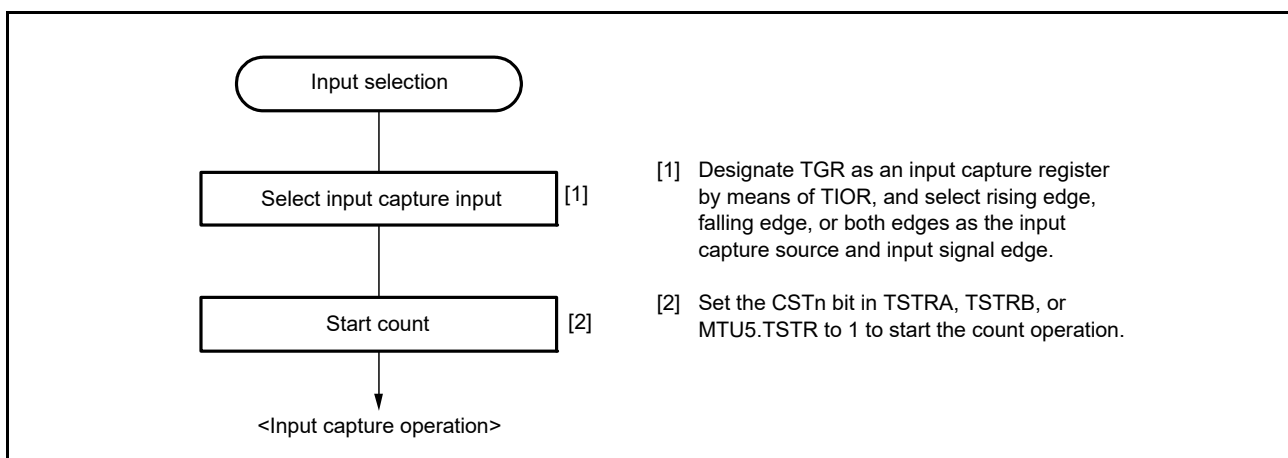 Input selection
Select input capture input
[1]
Start count
[2]
<Input capture operation>
[1] Designate TGR as an input capture register
by means of TIOR, and select rising edge,
falling edge, or both edges as the input
capture source and input signal edge.
[2] Set the CSTn bit in TSTRA, TSTRB, or
MTU5.TSTR to 1 to start the count operation.